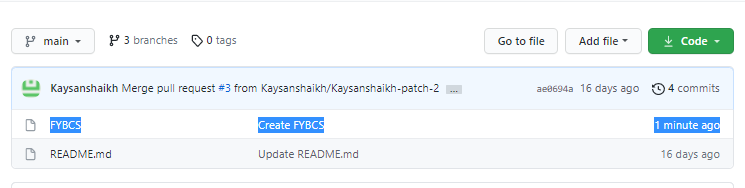 main 3 branches 0 tags Go to file Add file Code
Kaysanshaikh Merge pull request #3 from Kaysanshaikh/Kaysanshaikh-patch-2 ... ae0694a 16 days ago 4 commits
FYBCS Create FYBCS 1 minute ago
README.md Update README.md 16 days ago